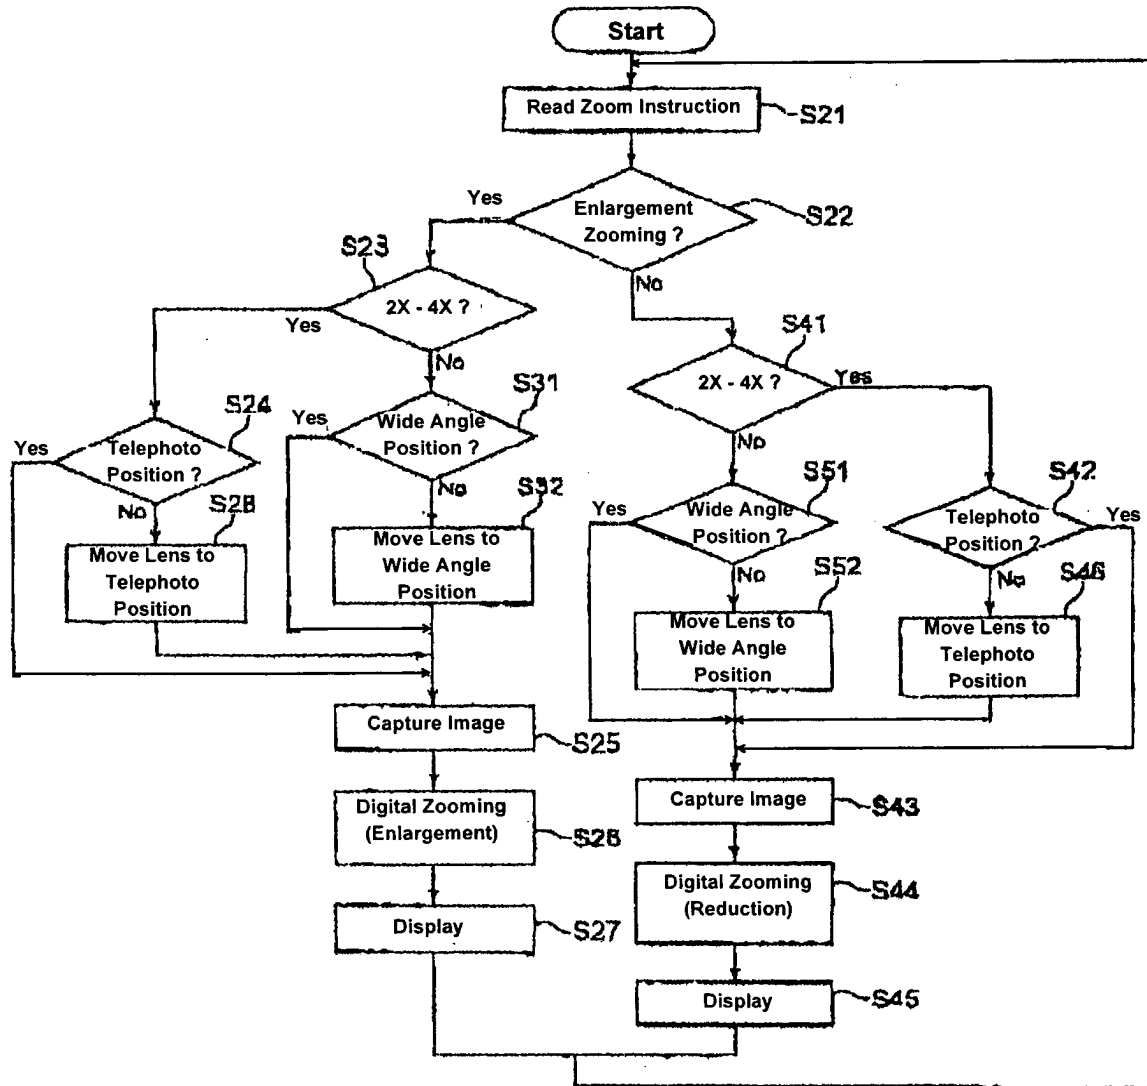 Start
Read Zoom Instruction
S21
Enlargement
Zooming ?
S22
Yes
No
S23
2X - 4X ?
Yes
No
S41
2X - 4X ?
Yes
No
S24
Telephoto
Position ?
Yes
No
S31
Wide Angle
Position ?
Yes
No
S51
Wide Angle
Position ?
Yes
No
S42
Telephoto
Position ?
Yes
No
S28
Move Lens to
Telephoto
Position
S32
Move Lens to
Wide Angle
Position
S52
Move Lens to
Wide Angle
Position
S46
Move Lens to
Telephoto
Position
Capture Image
S25
Capture Image
S43
Digital Zooming
(Enlargement)
S26
Digital Zooming
(Reduction)
S44
Display
S27
Display
S45